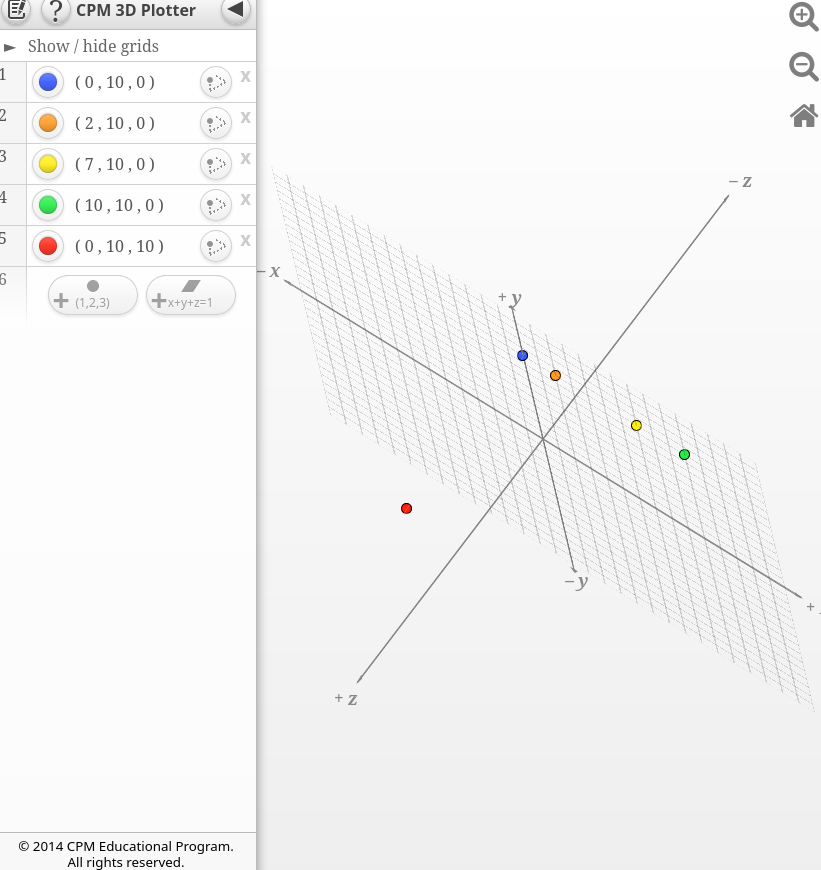 ? CPM 3D Plotter
Show / hide grids
1 ( 0 , 10 , 0 ) x
2 ( 2 , 10 , 0 ) x
3 ( 7 , 10 , 0 ) x
4 ( 10 , 10 , 0 ) x
5 ( 0 , 10 , 10 ) x
6 + (1,2,3) + x+y+z=1
– z
– x
+ y
– y
+
+ z
© 2014 CPM Educational Program.
All rights reserved.